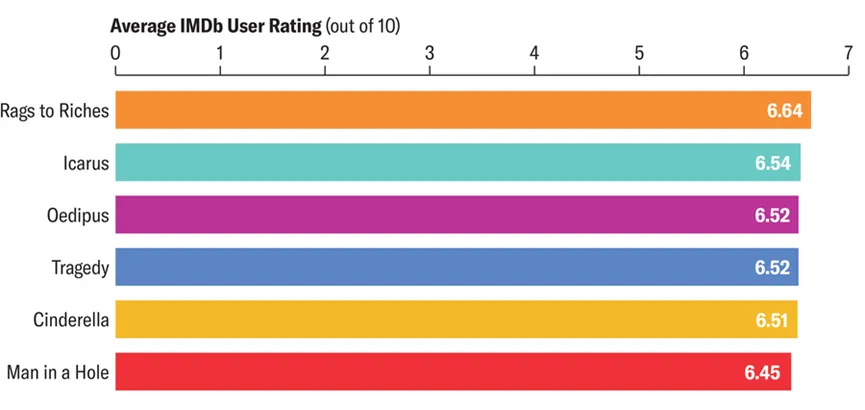 Average IMDb User Rating (out of 10)
0 1 2 3 4 5 6 7
Rags to Riches 6.64
Icarus 6.54
Oedipus 6.52
Tragedy 6.52
Cinderella 6.51
Man in a Hole 6.45